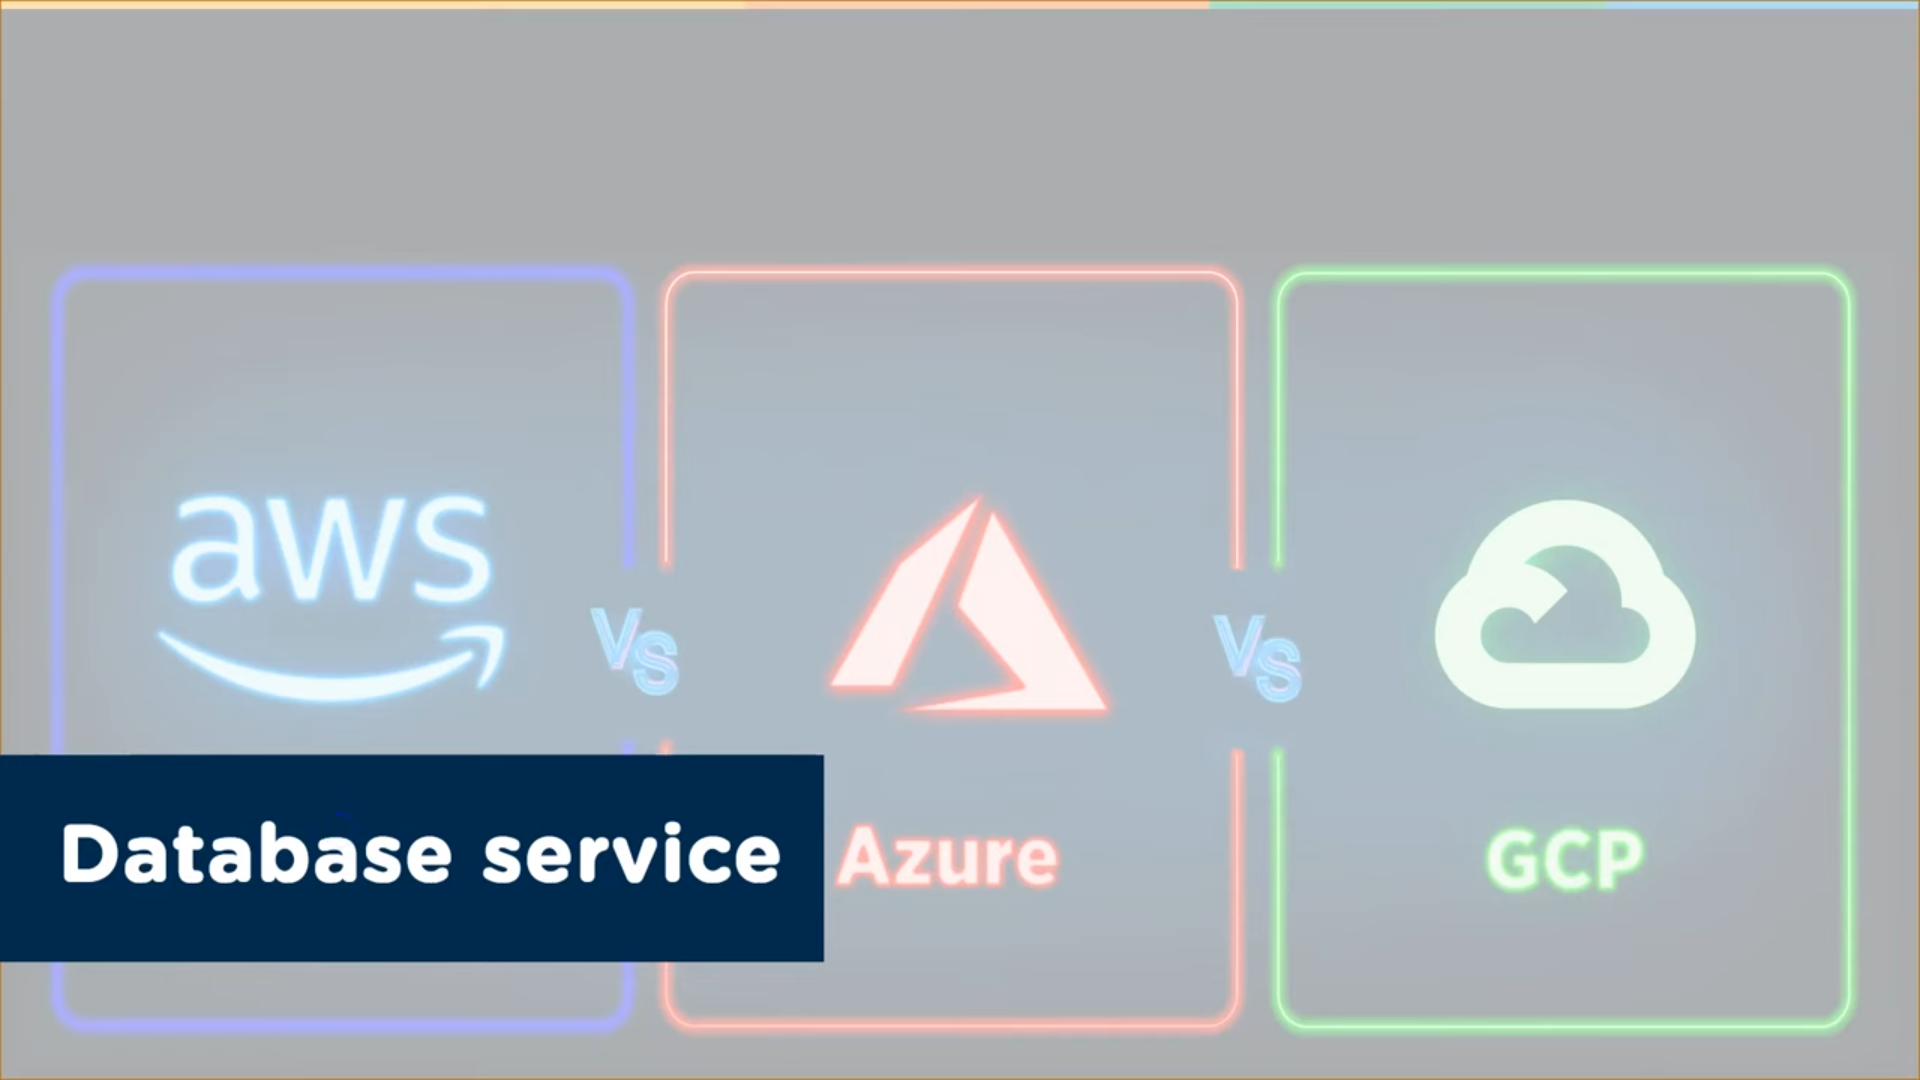 aws
VS
VS
Database service
Azure
GCP